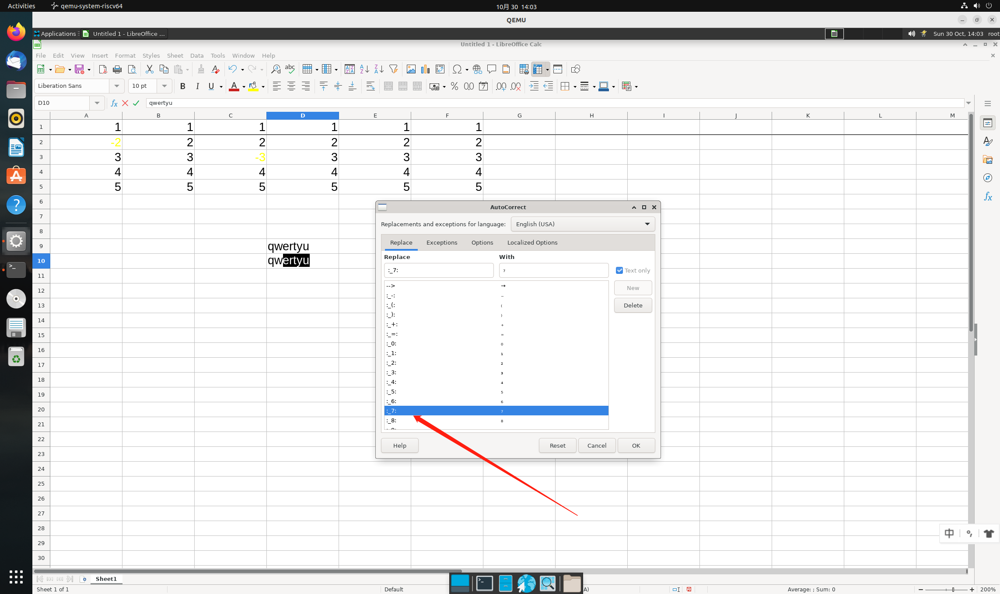 Activities qemu-system-riscv64 10月 30 14:03
QEMU
Applications Untitled 1 - LibreOffice ... Sun 30 Oct, 14:03 root
Untitled 1 - LibreOffice Calc
File Edit View Insert Format Styles Sheet Data Tools Window Help
Liberation Sans 10 pt
D10 qwertyu
A B C D E F G H I J K L M
1 1 1 1 1 1 1
2 -2 2 2 2 2 2
3 3 3 -3 3 3 3
4 4 4 4 4 4 4
5 5 5 5 5 5 5
6
7
8
9 qwertyu
10 qwertyu
11
12
13
14
15
16
17
18
19
20
21
22
23
24
25
26
27
28
29
30
AutoCorrect
Replacements and exceptions for language: English (USA)
Replace Exceptions Options Localized Options
Replace With
:_7: ₇ Text only
--> →
:_-: ₋
:_(: ₍
:_): ₎
:_+: ₊
:_=: ₌
:_0: ₀
:_1: ₁
:_2: ₂
:_3: ₃
:_4: ₄
:_5: ₅
:_6: ₆
:_7: ₇
:_8: ₈
New
Delete
Help Reset Cancel OK
中
Sheet1
Sheet 1 of 1 Default A) Average: ; Sum: 0 200%